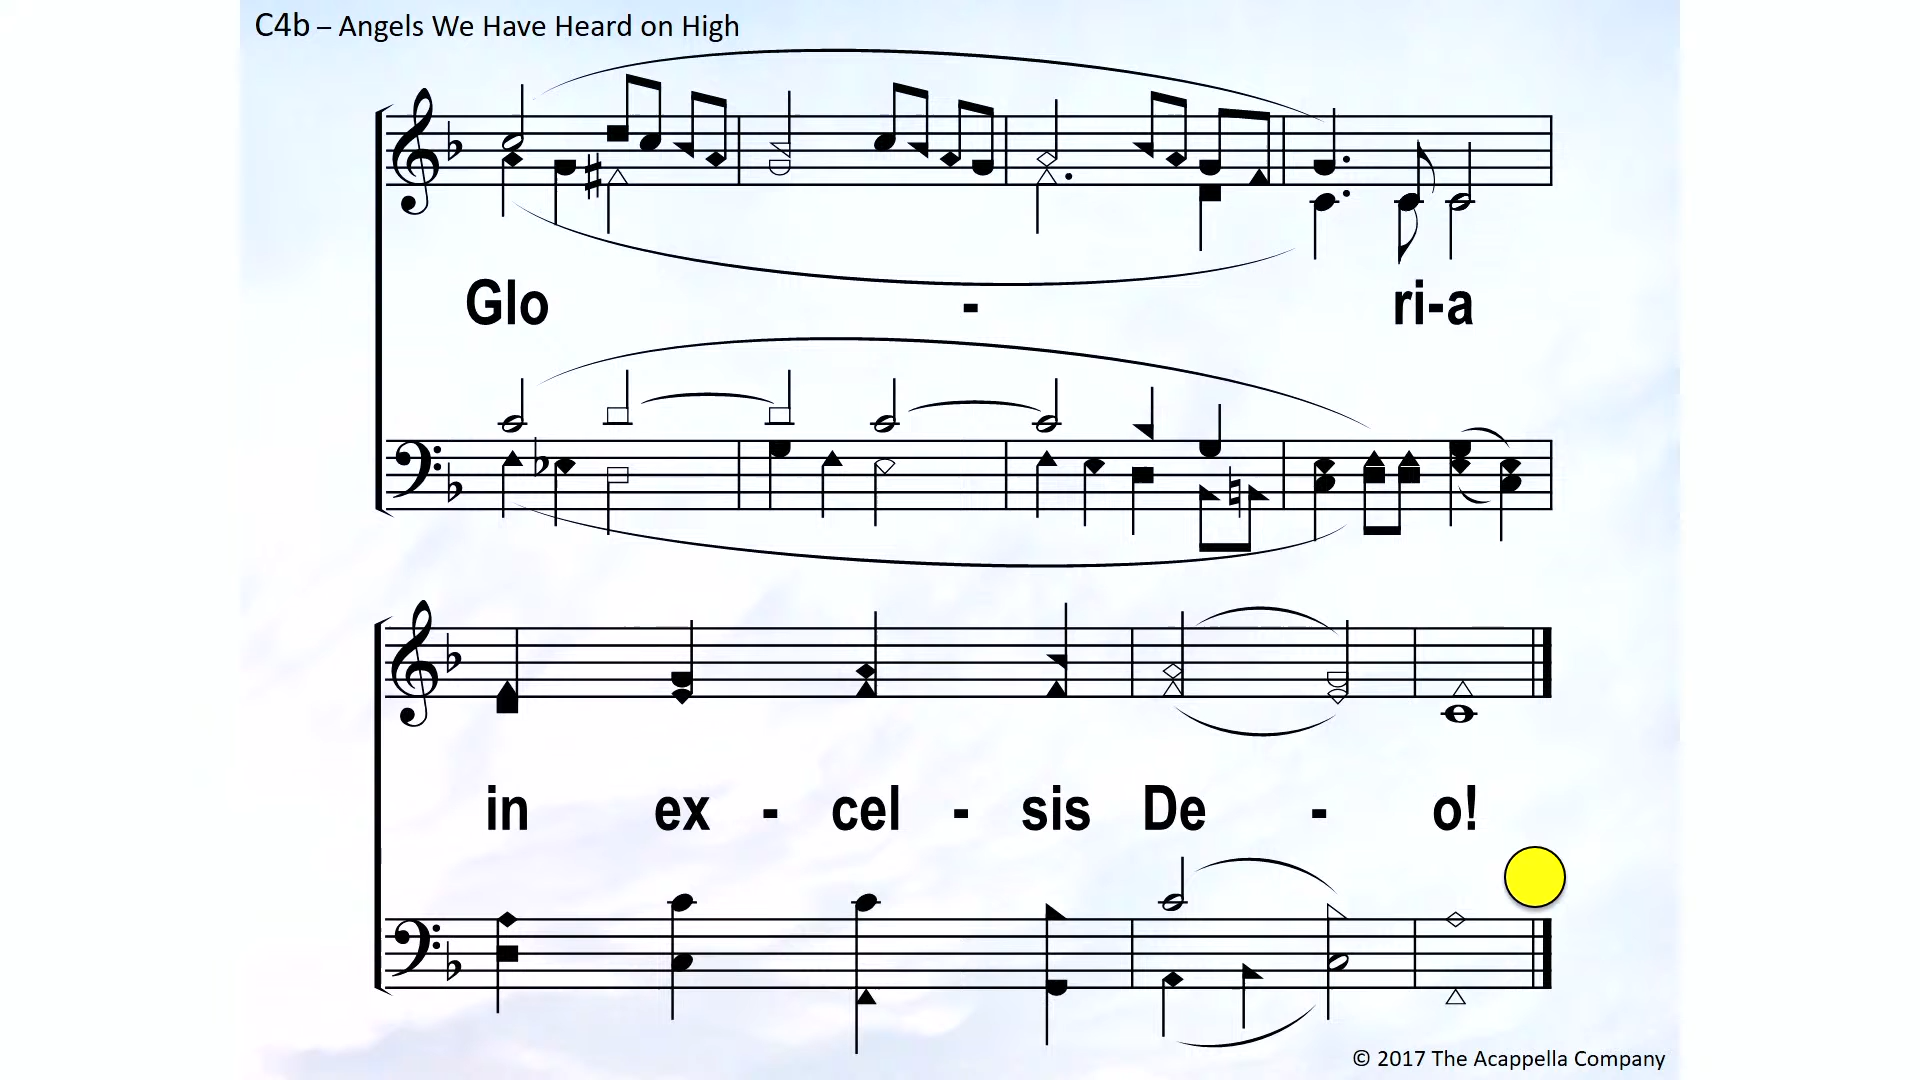 C4b – Angels We Have Heard on High
Glo - ri-a
in ex - cel - sis De - o!
© 2017 The Acappella Company